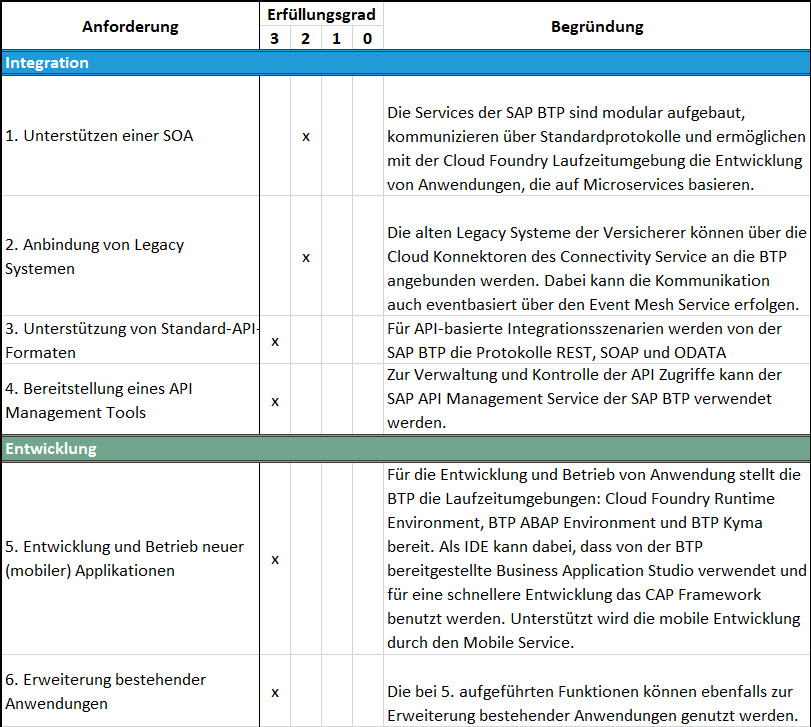 Anforderung
Erfüllungsgrad
3 2 1 0
Begründung
Integration
1. Unterstützen einer SOA
x
Die Services der SAP BTP sind modular aufgebaut,
kommunizieren über Standardprotokolle und ermöglichen
mit der Cloud Foundry Laufzeitumgebung die Entwicklung
von Anwendungen, die auf Microservices basieren.
2. Anbindung von Legacy
Systemen
x
Die alten Legacy Systeme der Versicherer können über die
Cloud Konnektoren des Connectivity Service an die BTP
angebunden werden. Dabei kann die Kommunikation
auch eventbasiert über den Event Mesh Service erfolgen.
3. Unterstützung von Standard-API-
Formaten
x
Für API-basierte Integrationsszenarien werden von der
SAP BTP die Protokolle REST, SOAP und ODATA
4. Bereitstellung eines API
Management Tools
x
Zur Verwaltung und Kontrolle der API Zugriffe kann der
SAP API Management Service der SAP BTP verwendet
werden.
Entwicklung
5. Entwicklung und Betrieb neuer
(mobiler) Applikationen
x
Für die Entwicklung und Betrieb von Anwendung stellt die
BTP die Laufzeitumgebungen: Cloud Foundry Runtime
Environment, BTP ABAP Environment und BTP Kyma
bereit. Als IDE kann dabei, dass von der BTP
bereitgestellte Business Application Studio verwendet und
für eine schnellere Entwicklung das CAP Framework
benutzt werden. Unterstützt wird die mobile Entwicklung
durch den Mobile Service.
6. Erweiterung bestehender
Anwendungen
x
Die bei 5. aufgeführten Funktionen können ebenfalls zur
Erweiterung bestehender Anwendungen genutzt werden.